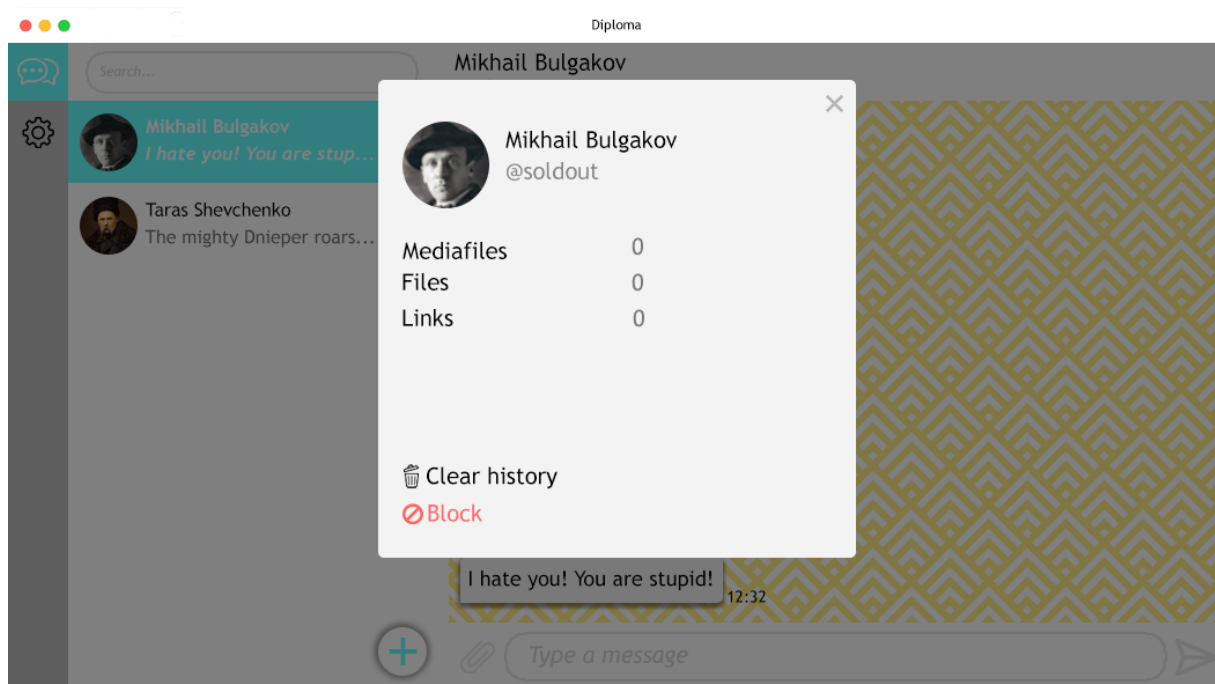 Diploma
Search...
Mikhail Bulgakov
Mikhail Bulgakov
I hate you! You are stup...
Taras Shevchenko
The mighty Dnieper roars...
Mikhail Bulgakov
@soldout
Mediafiles 0
Files 0
Links 0
Clear history
Block
I hate you! You are stupid!
12:32
Type a message